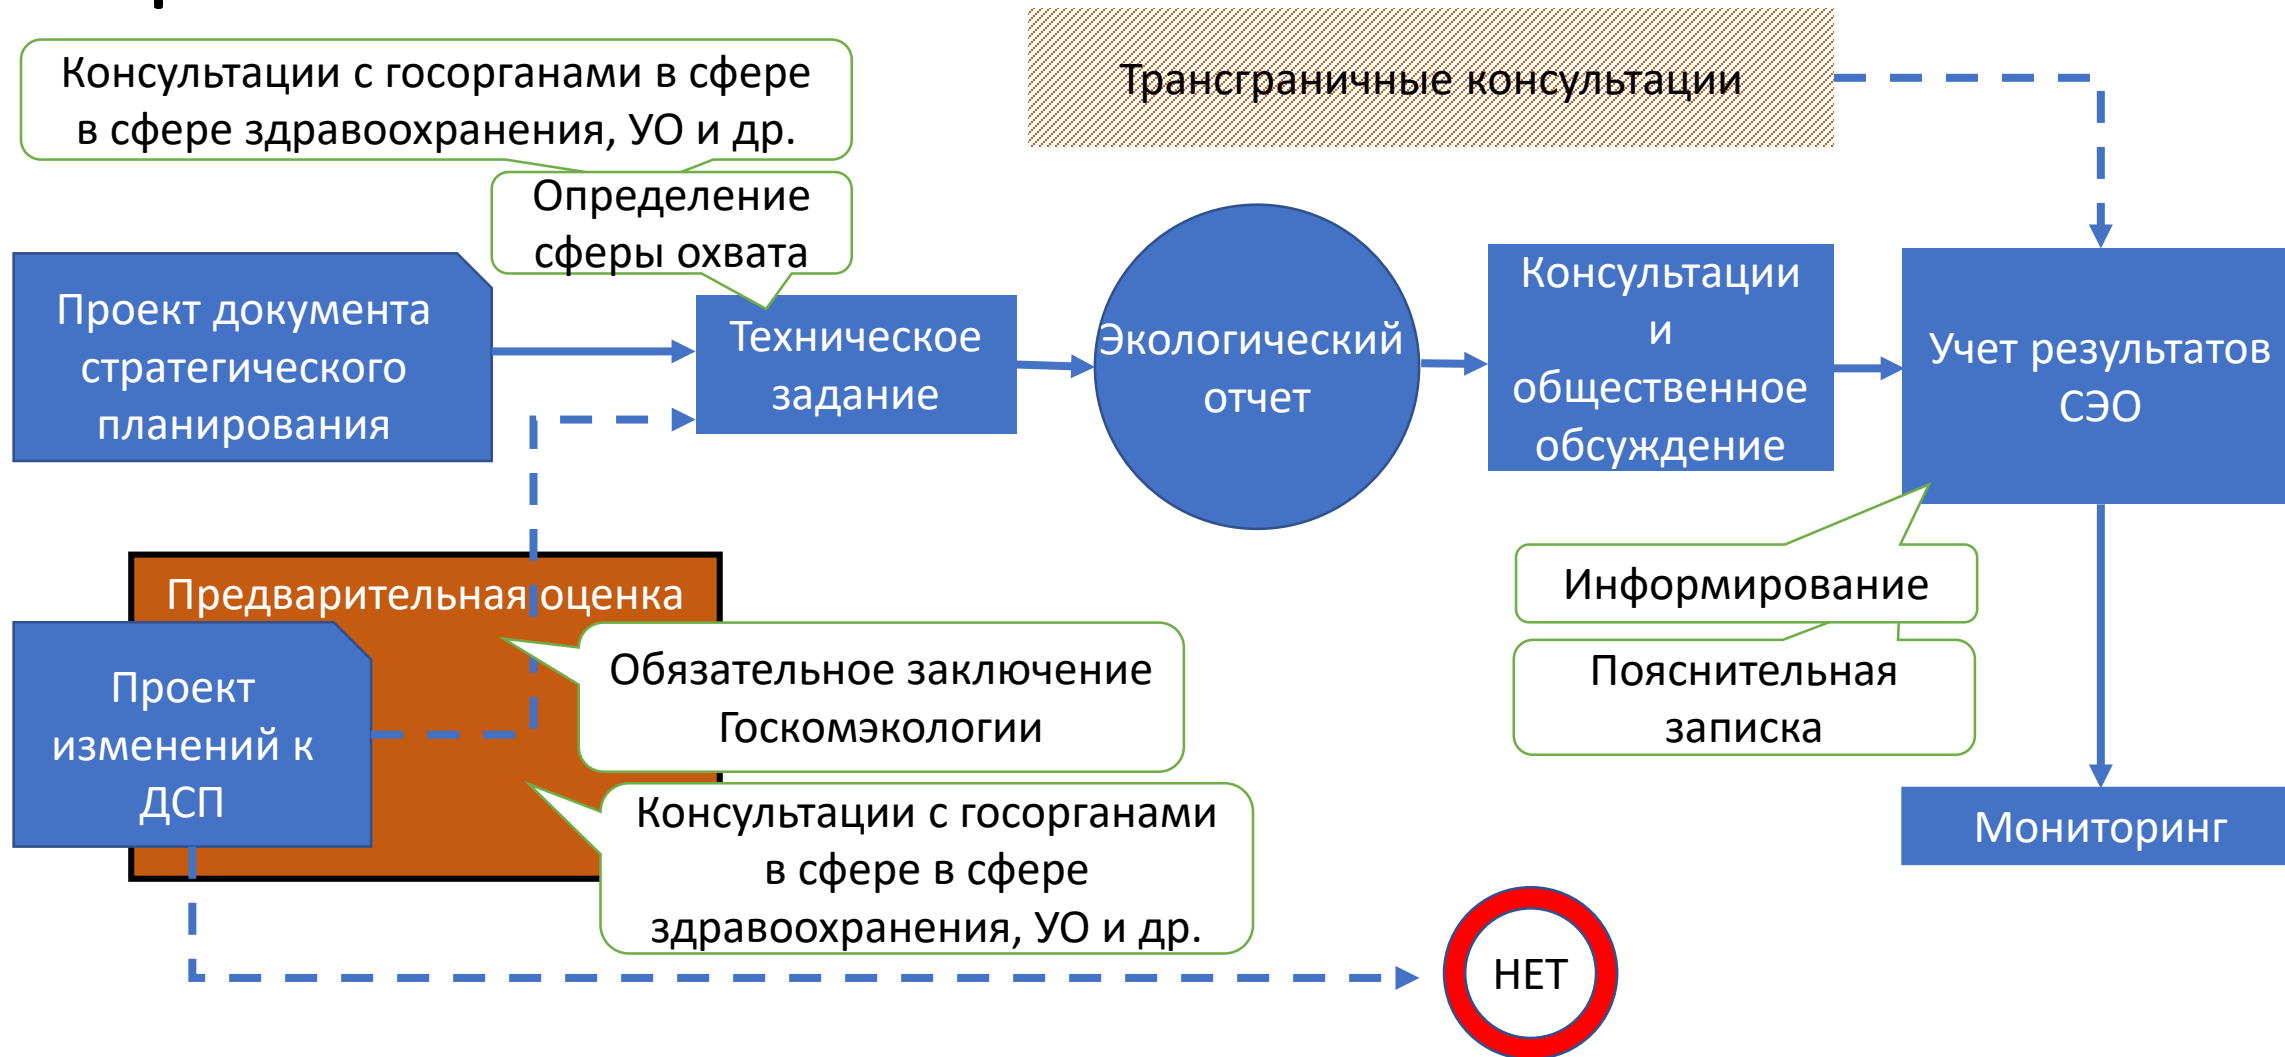 Консультации с госорганами в сфере
в сфере здравоохранения, УО и др.
Определение
сферы охвата
Трансграничные консультации
Проект документа
стратегического
планирования
Техническое
задание
Экологический
отчет
Консультации
и
общественное
обсуждение
Учет результатов
СЭО
Предварительная оценка
Проект
изменений к
ДСП
Обязательное заключение
Госкомэкологии
Консультации с госорганами
в сфере в сфере
здравоохранения, УО и др.
Информирование
Пояснительная
записка
Мониторинг
НЕТ